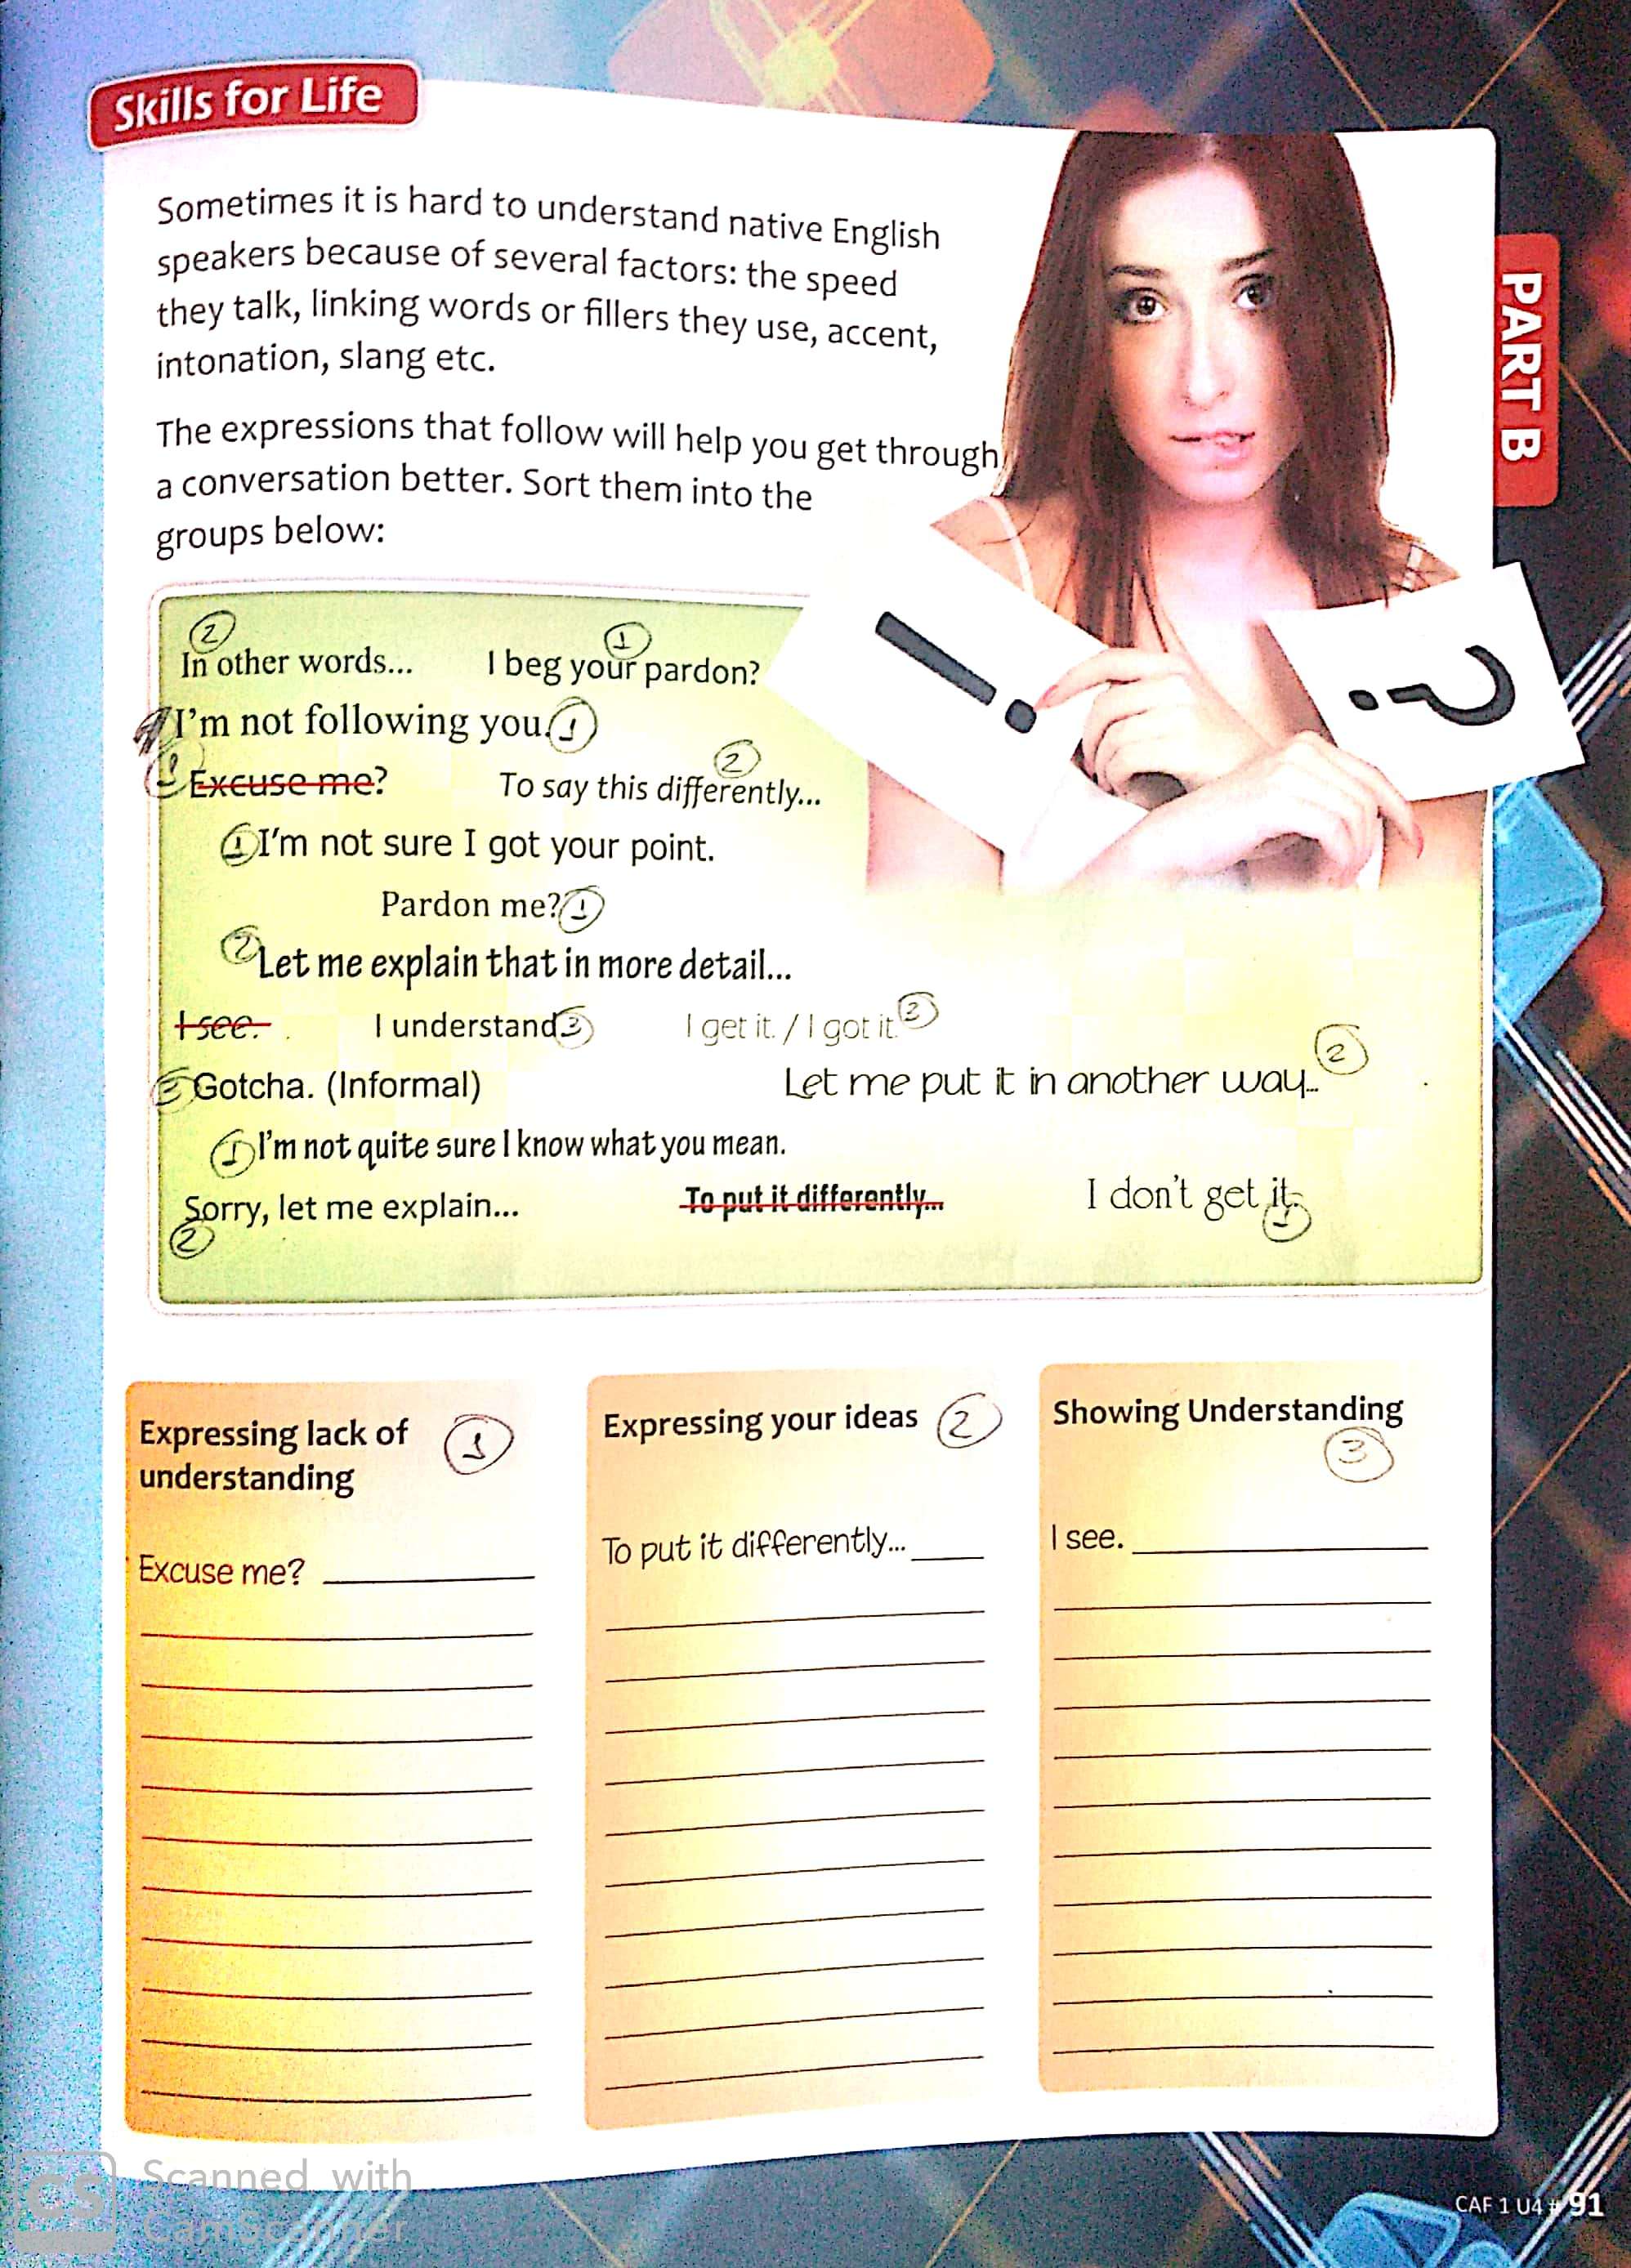 Skills for Life
Sometimes it is hard to understand native English
speakers because of several factors: the speed
they talk, linking words or fillers they use, accent,
intonation, slang etc.
The expressions that follow will help you get through
a conversation better. Sort them into the
groups below:
PART B
! ?
2 1
In other words... I beg your pardon?
I'm not following you. 1
2
1 Excuse me? To say this differently...
1 I'm not sure I got your point.
Pardon me? 1
2 Let me explain that in more detail...
I see. I understand 3 I get it. / I got it. 3
3 Gotcha. (Informal) Let me put it in another way... 2
1 I'm not quite sure I know what you mean.
Sorry, let me explain... To put it differently... I don't get it. 1
2
Expressing lack of 1
understanding
Excuse me?
Expressing your ideas 2
To put it differently...
Showing Understanding
3
I see.
CS Scanned with
CamScanner
CAF 1 U4 # 91